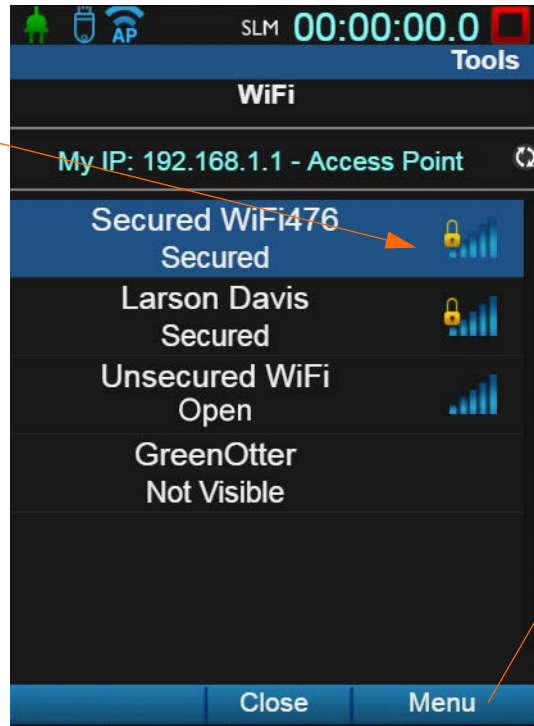 AP SLM 00:00:00.0
Tools
WiFi
My IP: 192.168.1.1 - Access Point
Secured WiFi476
Secured
Larson Davis
Secured
Unsecured WiFi
Open
GreenOtter
Not Visible
Close Menu